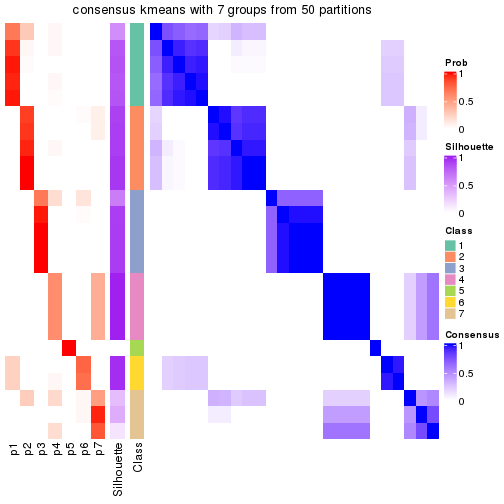 consensus kmeans with 7 groups from 50 partitions
Prob
1
0.5
0
Silhouette
1
0.5
0
Class
1
2
3
4
5
6
7
Consensus
1
0.5
0
p1
p2
p3
p4
p5
p6
p7
Silhouette
Class